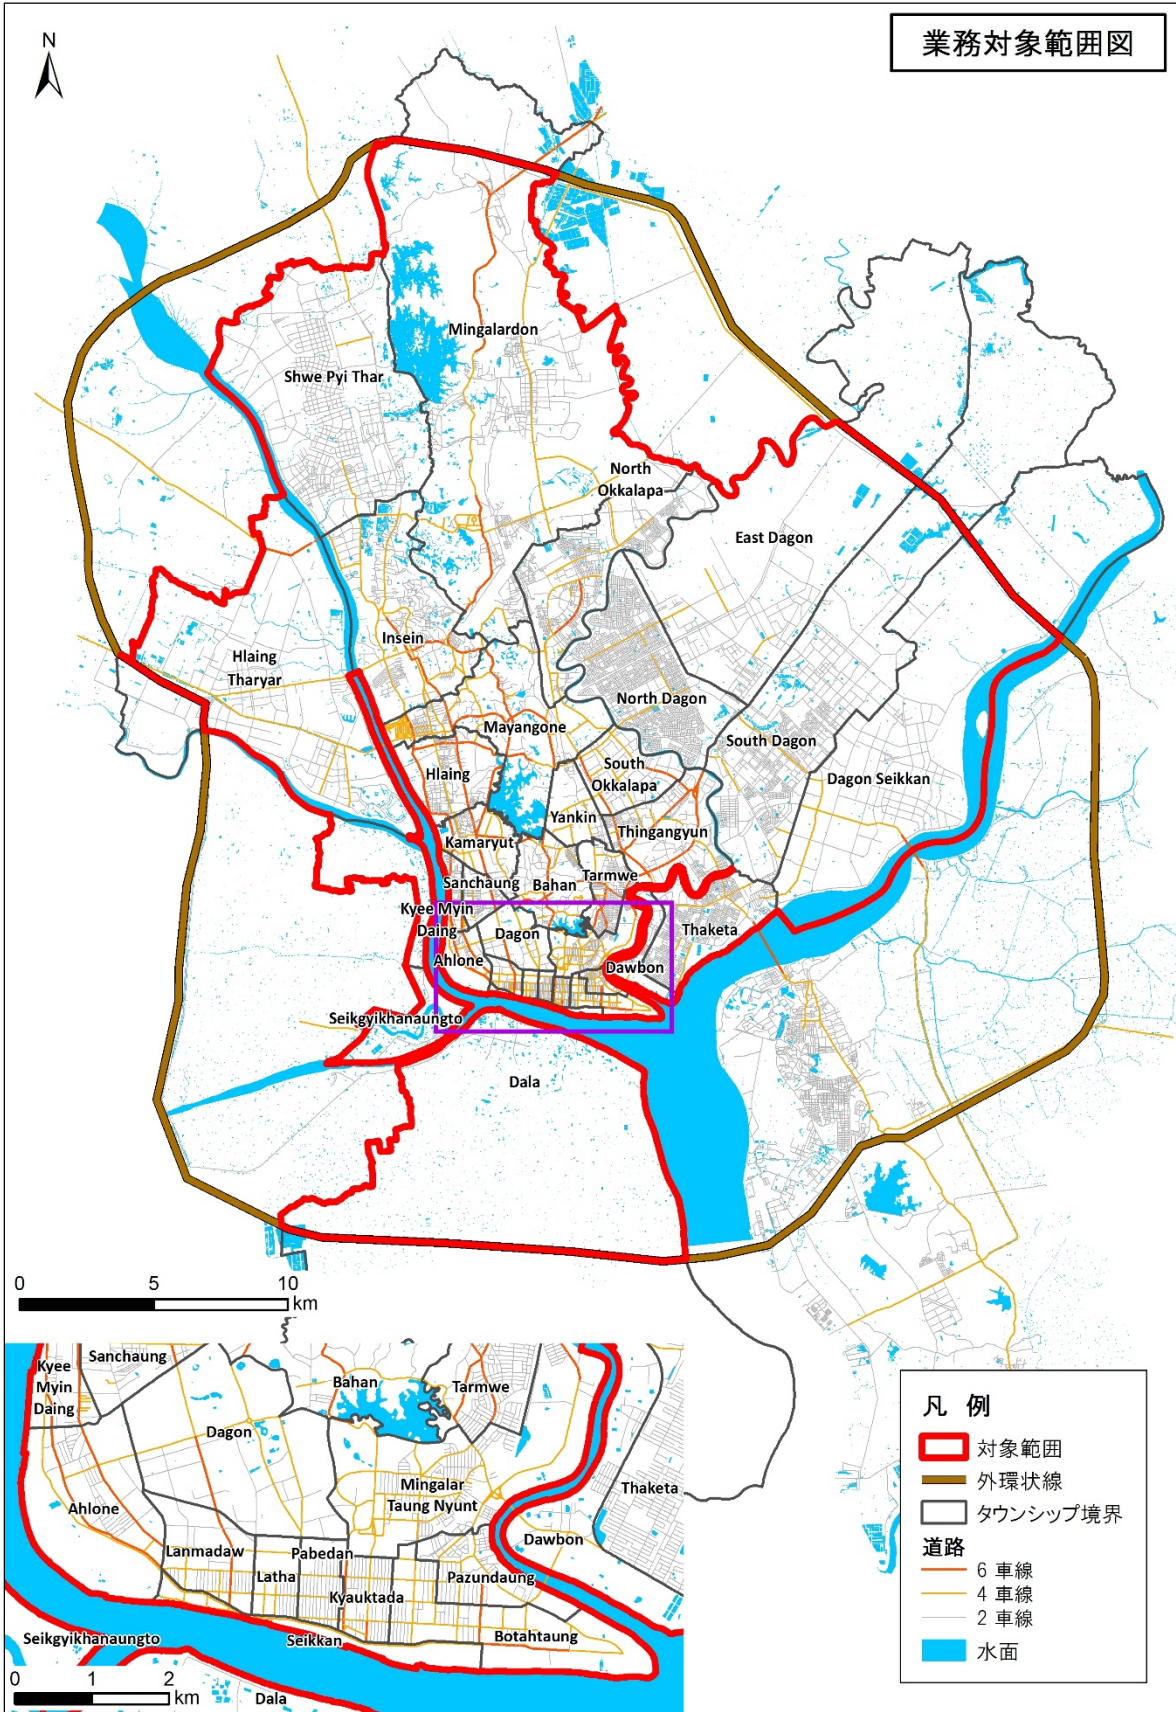 業務対象範囲図
N
Mingalardon
Shwe Pyi Thar
North
Okkalapa
East Dagon
Insein
Hlaing
Tharyar
North Dagon
Mayangone
South Dagon
South
Okkalapa
Dagon Seikkan
Hlaing
Yankin
Thingangyun
Kamaryut
Sanchaung
Bahan
Tarmwe
Kyee Myin
Daing
Dagon
Thaketa
Ahlone
Dawbon
Seikgyikhanaungto
Dala
0 5 10
km
Sanchaung
Kyee
Myin
Daing
Bahan
Tarmwe
Dagon
Mingalar
Taung Nyunt
Thaketa
Ahlone
Dawbon
Lanmadaw
Pabedan
Latha
Pazundaung
Kyauktada
Botahtaung
Seikgyikhanaungto
Seikkan
0 1 2
km
Dala
凡 例
対象範囲
外環状線
タウンシップ境界
道路
6 車線
4 車線
2 車線
水面